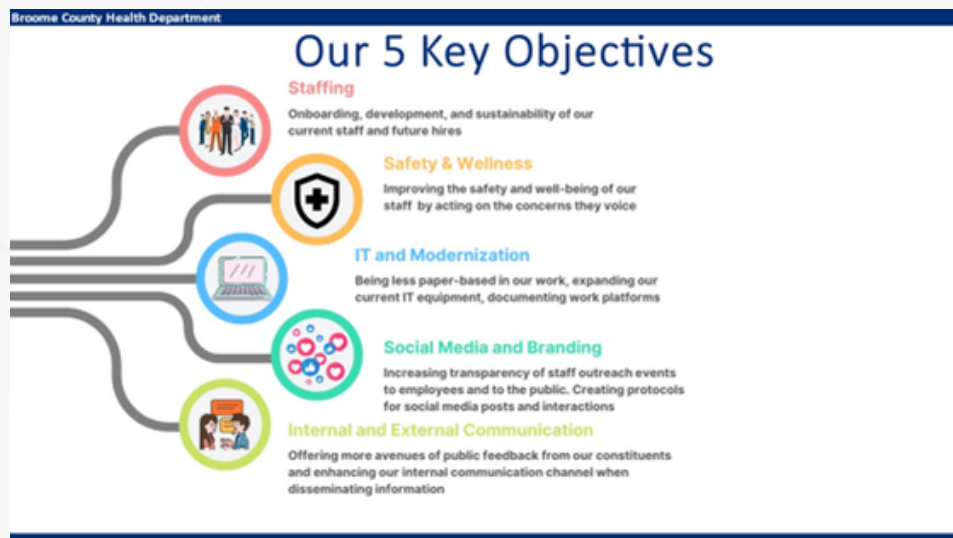 Broome County Health Department
Our 5 Key Objectives
Staffing
Onboarding, development, and sustainability of our
current staff and future hires
Safety & Wellness
Improving the safety and well-being of our
staff by acting on the concerns they voice
IT and Modernization
Being less paper-based in our work, expanding our
current IT equipment, documenting work platforms
Social Media and Branding
Increasing transparency of staff outreach events
to employees and to the public. Creating protocols
for social media posts and interactions
Internal and External Communication
Offering more avenues of public feedback from our constituents
and enhancing our internal communication channel when
disseminating information